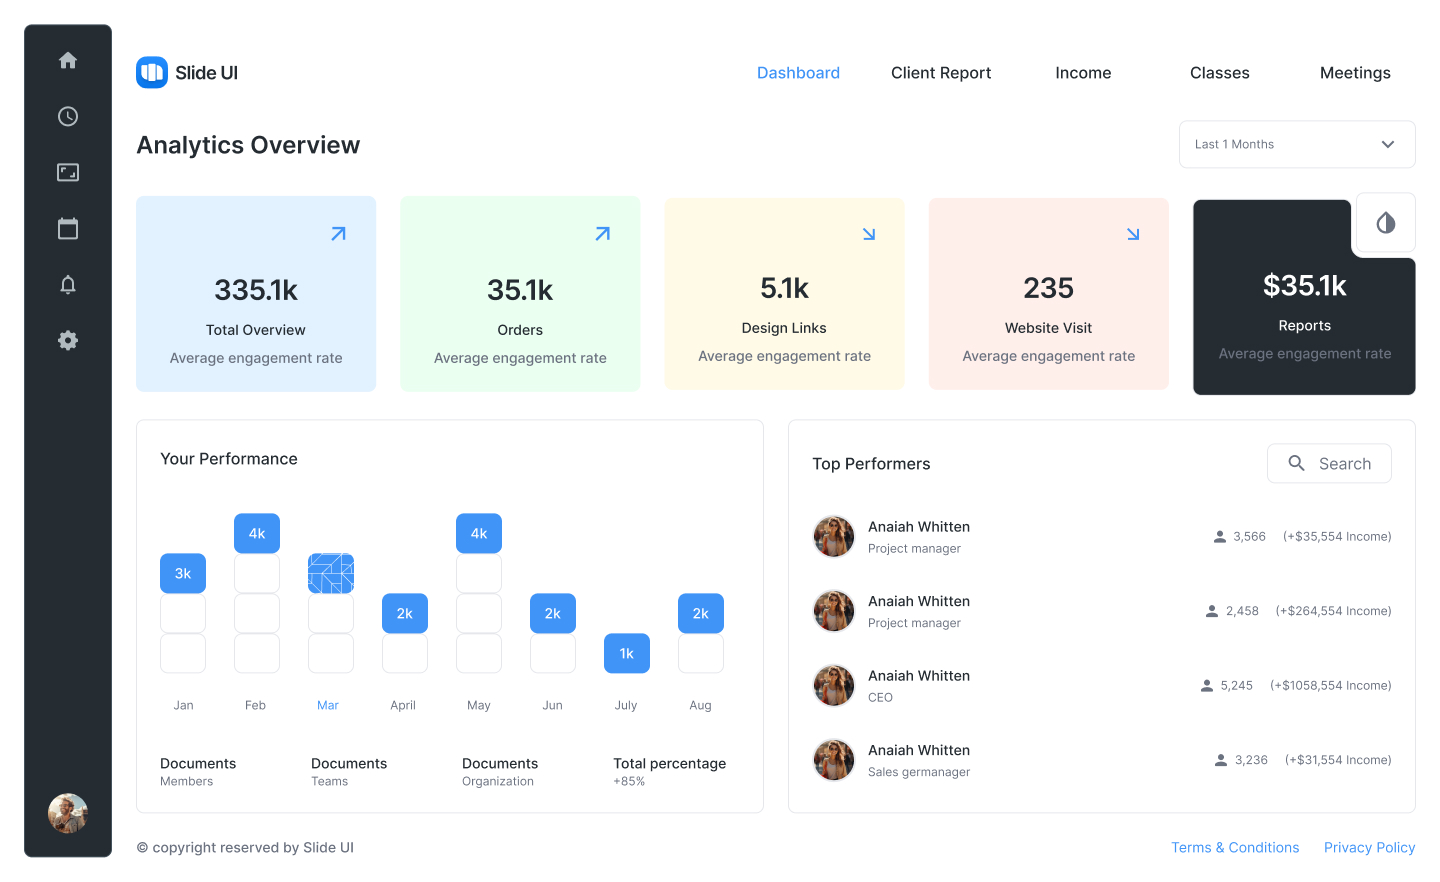 Slide UI
Dashboard
Client Report
Income
Classes
Meetings
Analytics Overview
Last 1 Months
335.1k
Total Overview
Average engagement rate
35.1k
Orders
Average engagement rate
5.1k
Design Links
Average engagement rate
235
Website Visit
Average engagement rate
$35.1k
Reports
Average engagement rate
Your Performance
3k
4k
2k
4k
2k
1k
2k
Jan
Feb
Mar
April
May
Jun
July
Aug
Documents
Members
Documents
Teams
Documents
Organization
Total percentage
+85%
Top Performers
Search
Anaiah Whitten
Project manager
3,566
(+$35,554 Income)
Anaiah Whitten
Project manager
2,458
(+$264,554 Income)
Anaiah Whitten
CEO
5,245
(+$1058,554 Income)
Anaiah Whitten
Sales germanager
3,236
(+$31,554 Income)
© copyright reserved by Slide UI
Terms & Conditions
Privacy Policy